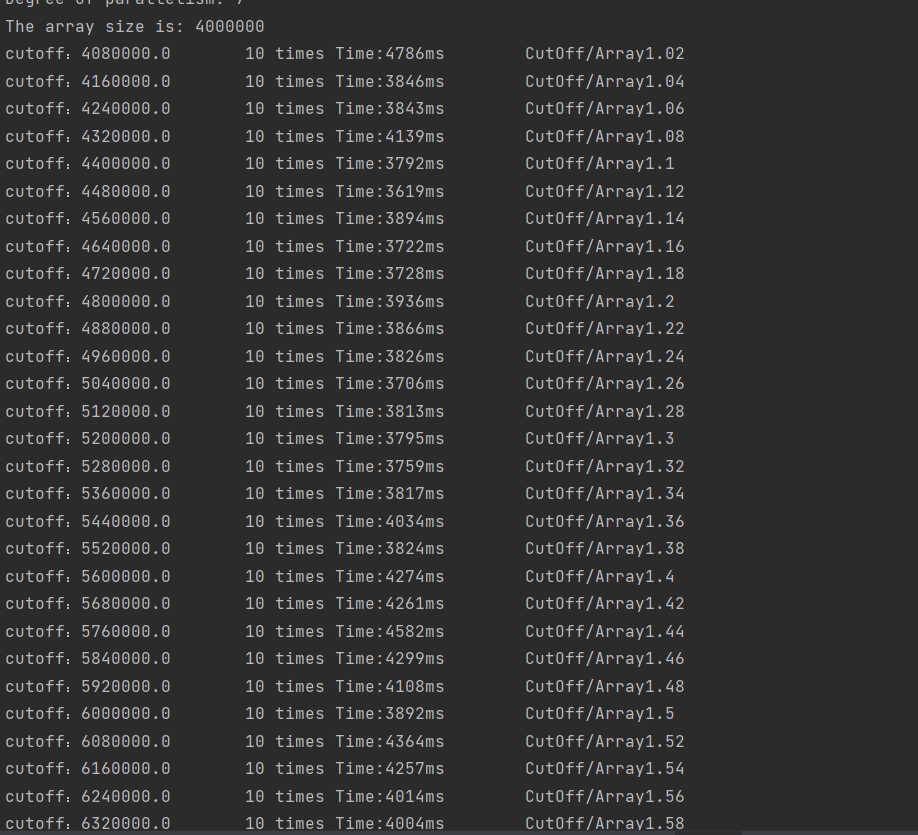 Degree of parallelism: 7
The array size is: 4000000
cutoff：4080000.0 10 times Time:4786ms CutOff/Array1.02
cutoff：4160000.0 10 times Time:3846ms CutOff/Array1.04
cutoff：4240000.0 10 times Time:3843ms CutOff/Array1.06
cutoff：4320000.0 10 times Time:4139ms CutOff/Array1.08
cutoff：4400000.0 10 times Time:3792ms CutOff/Array1.1
cutoff：4480000.0 10 times Time:3619ms CutOff/Array1.12
cutoff：4560000.0 10 times Time:3894ms CutOff/Array1.14
cutoff：4640000.0 10 times Time:3722ms CutOff/Array1.16
cutoff：4720000.0 10 times Time:3728ms CutOff/Array1.18
cutoff：4800000.0 10 times Time:3936ms CutOff/Array1.2
cutoff：4880000.0 10 times Time:3866ms CutOff/Array1.22
cutoff：4960000.0 10 times Time:3826ms CutOff/Array1.24
cutoff：5040000.0 10 times Time:3706ms CutOff/Array1.26
cutoff：5120000.0 10 times Time:3813ms CutOff/Array1.28
cutoff：5200000.0 10 times Time:3795ms CutOff/Array1.3
cutoff：5280000.0 10 times Time:3759ms CutOff/Array1.32
cutoff：5360000.0 10 times Time:3817ms CutOff/Array1.34
cutoff：5440000.0 10 times Time:4034ms CutOff/Array1.36
cutoff：5520000.0 10 times Time:3824ms CutOff/Array1.38
cutoff：5600000.0 10 times Time:4274ms CutOff/Array1.4
cutoff：5680000.0 10 times Time:4261ms CutOff/Array1.42
cutoff：5760000.0 10 times Time:4582ms CutOff/Array1.44
cutoff：5840000.0 10 times Time:4299ms CutOff/Array1.46
cutoff：5920000.0 10 times Time:4108ms CutOff/Array1.48
cutoff：6000000.0 10 times Time:3892ms CutOff/Array1.5
cutoff：6080000.0 10 times Time:4364ms CutOff/Array1.52
cutoff：6160000.0 10 times Time:4257ms CutOff/Array1.54
cutoff：6240000.0 10 times Time:4014ms CutOff/Array1.56
cutoff：6320000.0 10 times Time:4004ms CutOff/Array1.58